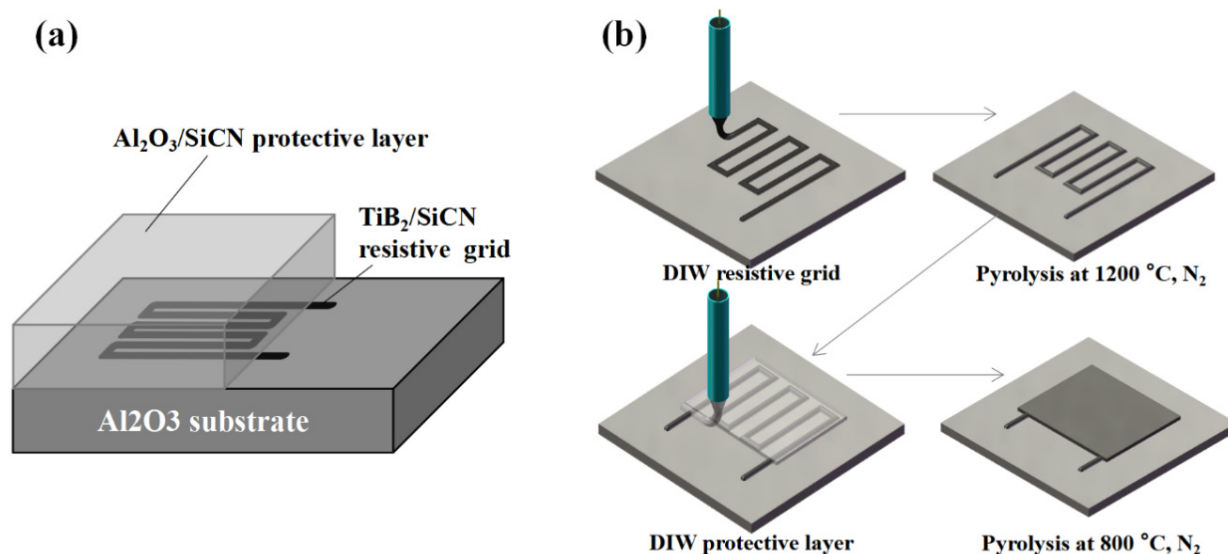 (a)
Al₂O₃/SiCN protective layer
TiB₂/SiCN
resistive grid
Al2O3 substrate
(b)
DIW resistive grid
Pyrolysis at 1200 °C, N₂
DIW protective layer
Pyrolysis at 800 °C, N₂